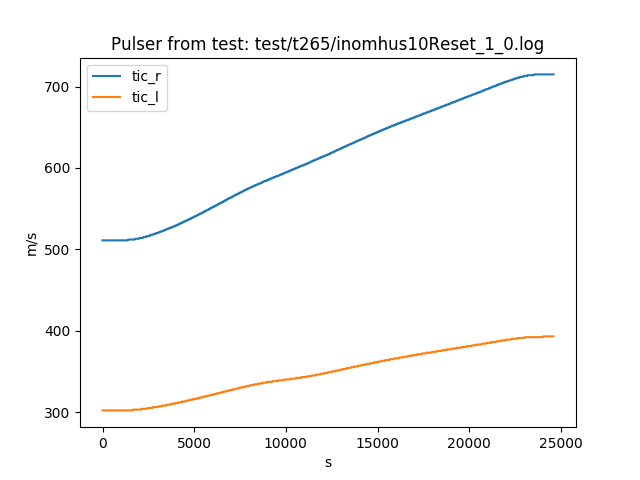 Pulser from test: test/t265/inomhus10Reset_1_0.log
tic_r
tic_l
m/s
700
600
500
400
300
0 5000 10000 15000 20000 25000
s